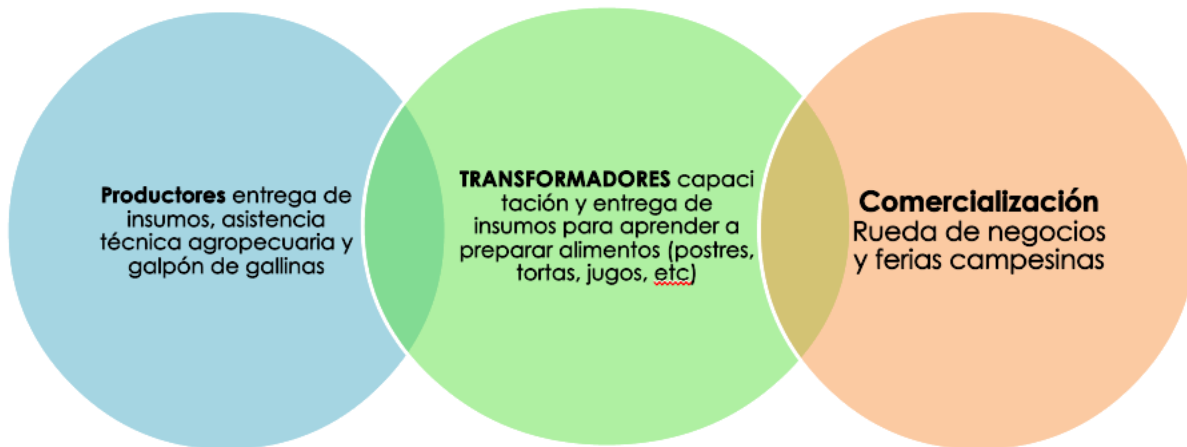 Productores entrega de
insumos, asistencia
técnica agropecuaria y
galpón de gallinas
TRANSFORMADORES capaci
tación y entrega de
insumos para aprender a
preparar alimentos (postres,
tortas, jugos, etc)
Comercialización
Rueda de negocios
y ferias campesinas